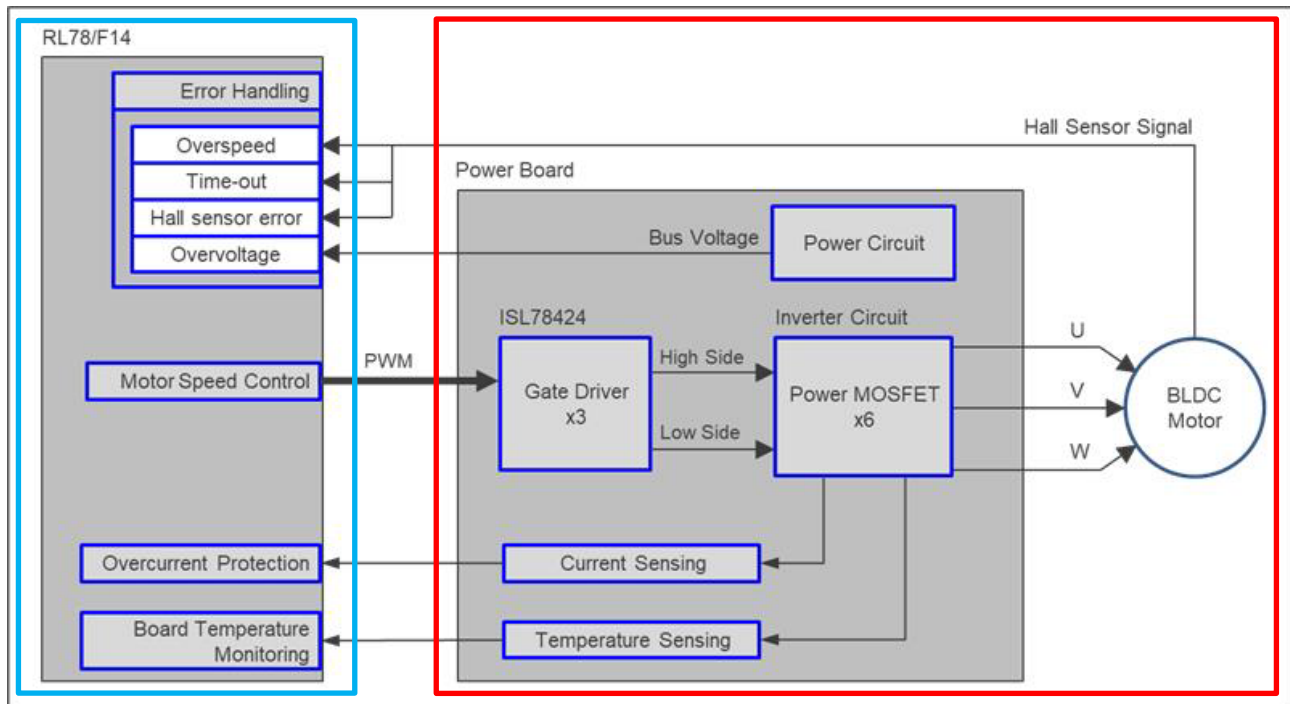 RL78/F14
Error Handling
Overspeed
Time-out
Hall sensor error
Overvoltage
Hall Sensor Signal
Power Board
Bus Voltage
Power Circuit
ISL78424
Inverter Circuit
Motor Speed Control
PWM
Gate Driver
x3
High Side
Low Side
Power MOSFET
x6
U
V
W
BLDC
Motor
Overcurrent Protection
Current Sensing
Board Temperature
Monitoring
Temperature Sensing